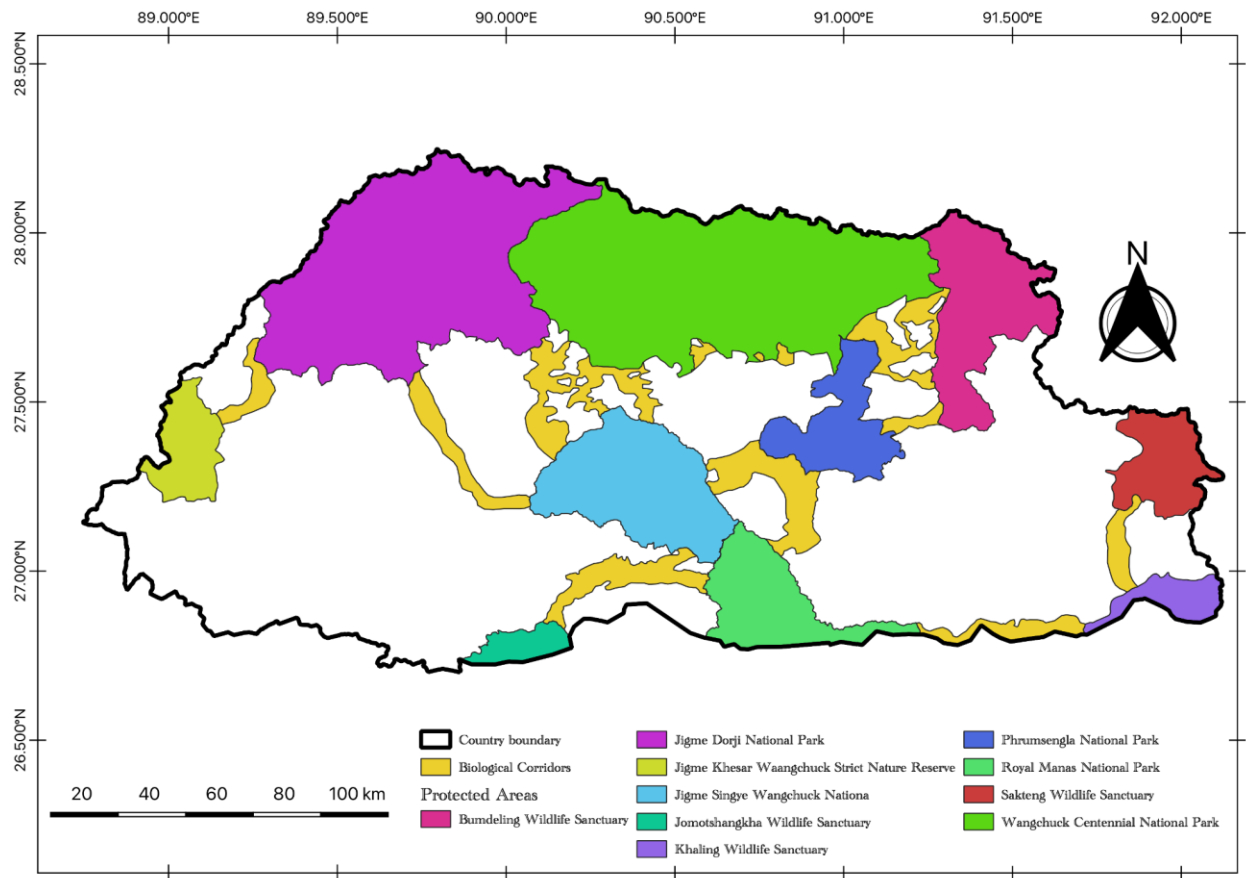 89.000°E 89.500°E 90.000°E 90.500°E 91.000°E 91.500°E 92.000°E
28.500°N
28.000°N
27.500°N
27.000°N
26.500°N
N
Country boundary
Biological Corridors
Protected Areas
Bumdeling Wildlife Sanctuary
Jigme Dorji National Park
Jigme Khesar Waangchuck Strict Nature Reserve
Jigme Singye Wangchuck Nationa
Jomotshangkha Wildlife Sanctuary
Khaling Wildlife Sanctuary
Phrumsengla National Park
Royal Manas National Park
Sakteng Wildlife Sanctuary
Wangchuck Centennial National Park
20 40 60 80 100 km